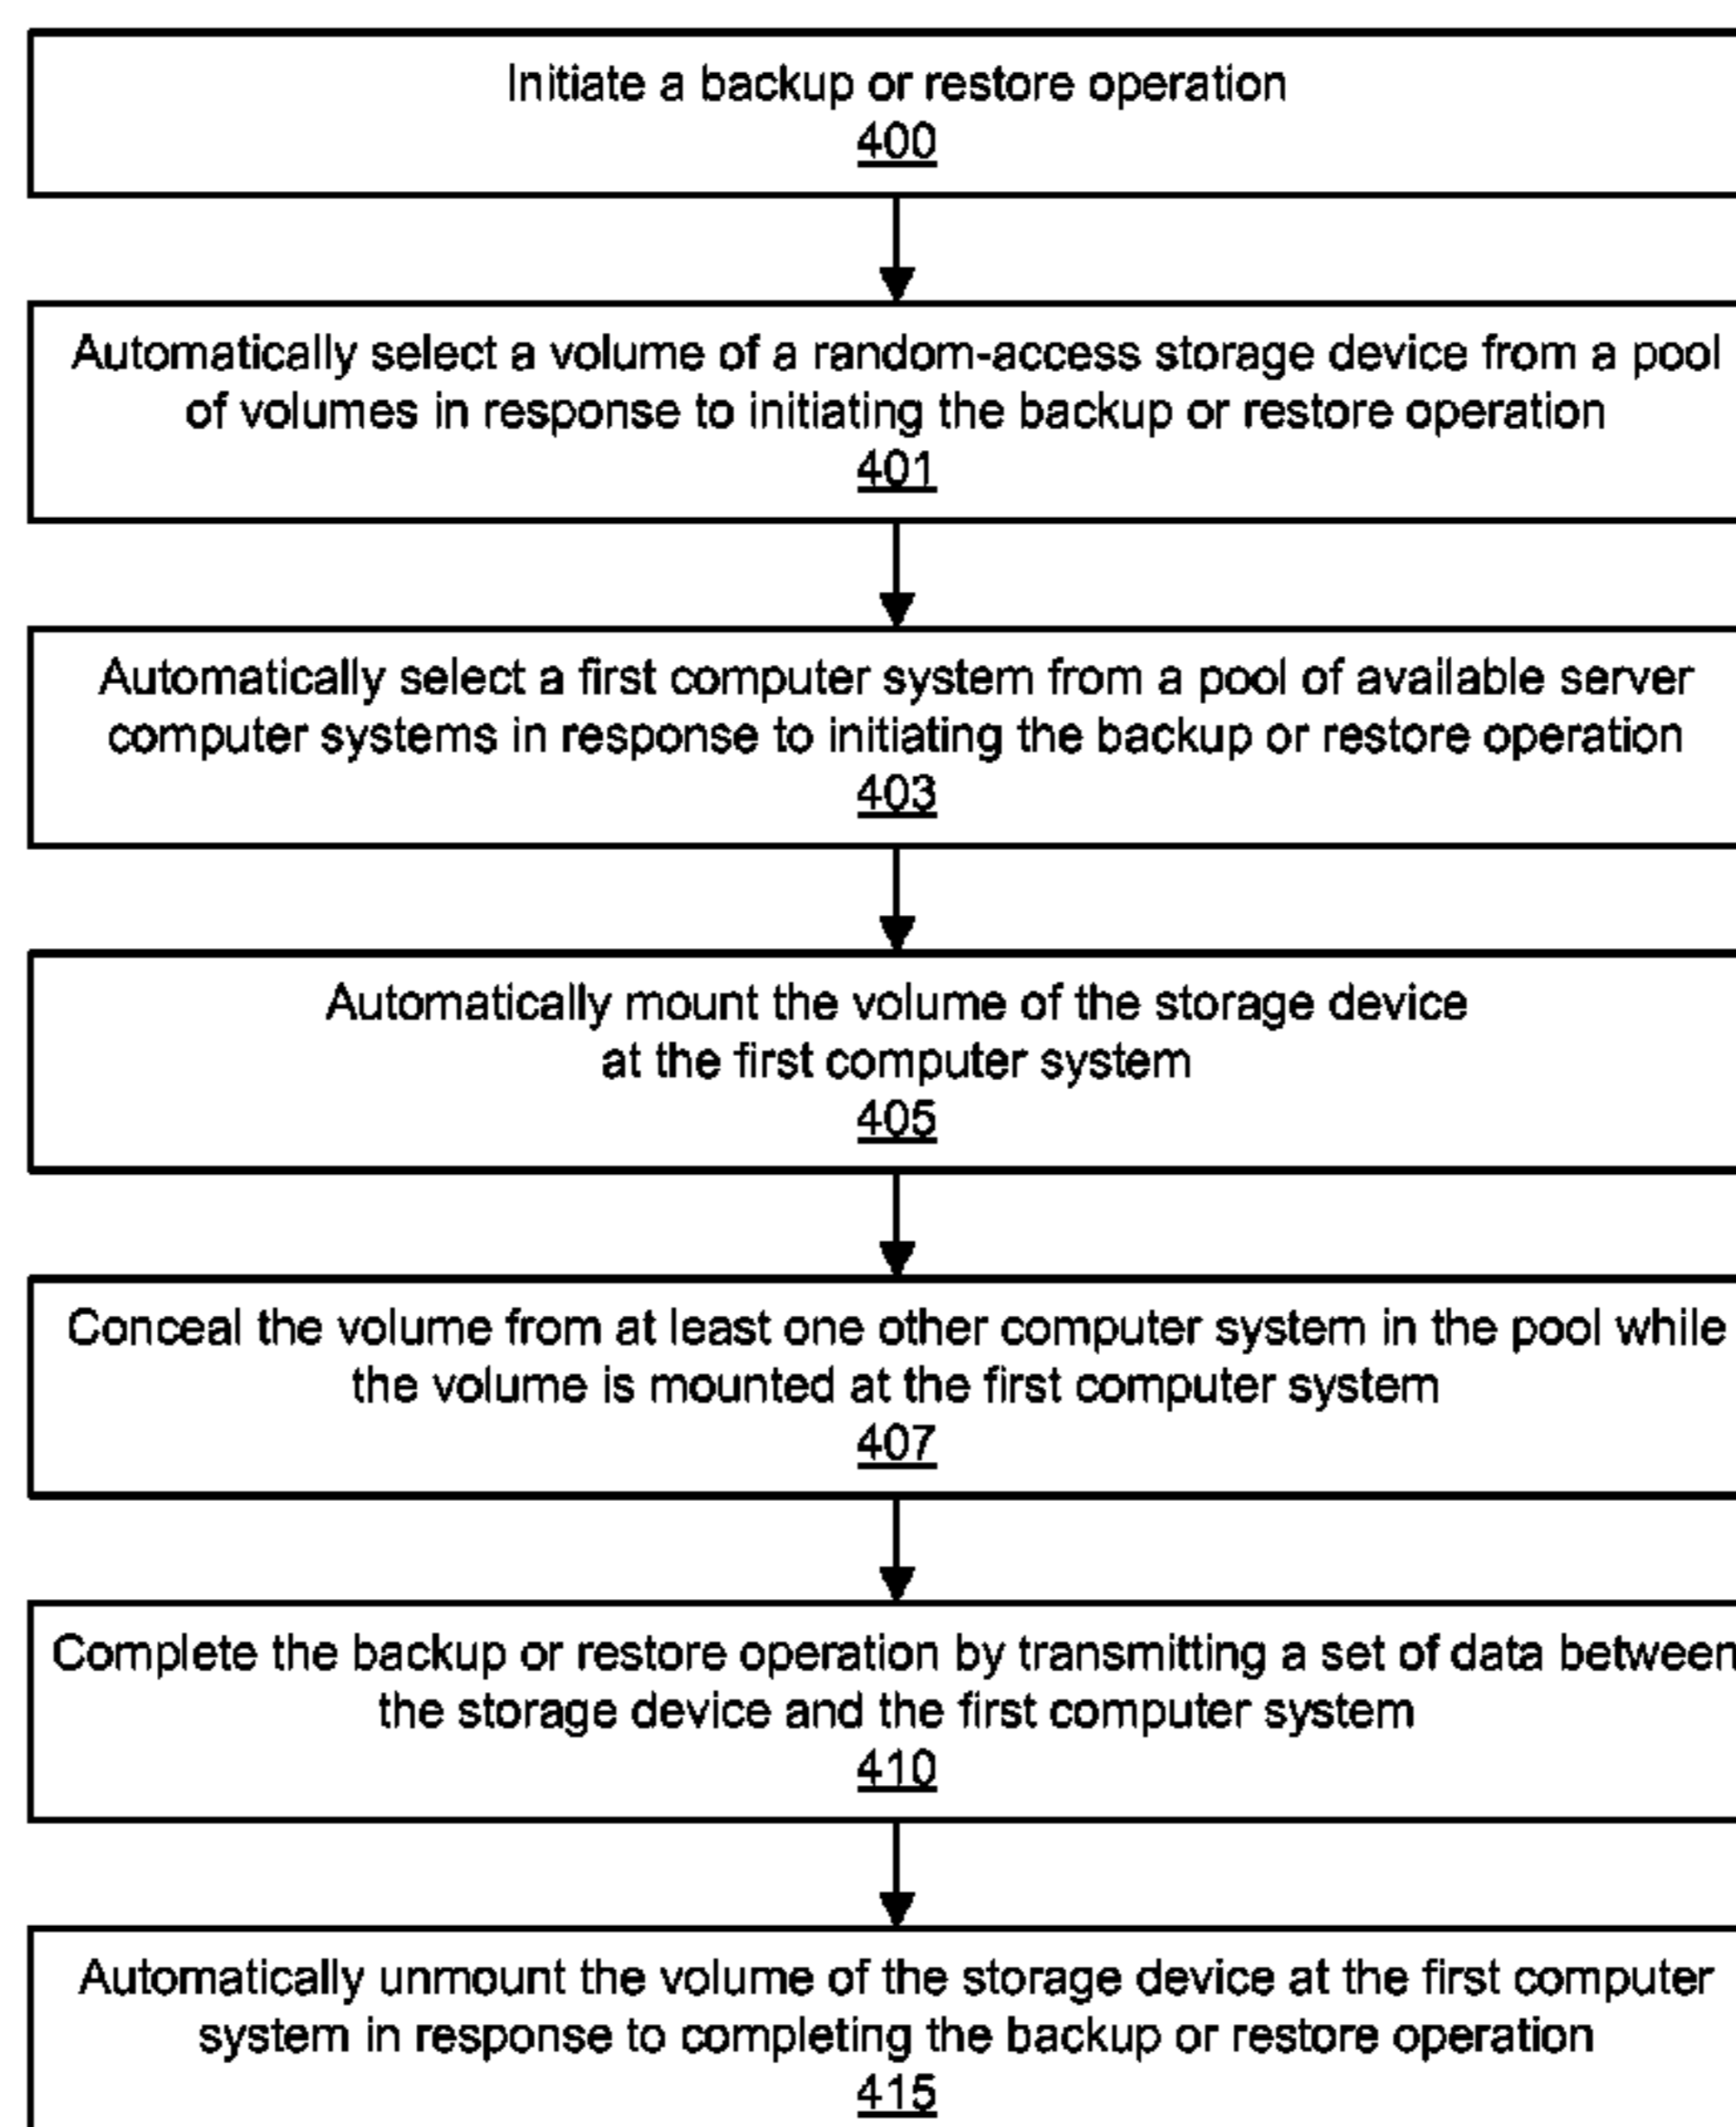 Initiate a backup or restore operation
400
Automatically select a volume of a random-access storage device from a pool
of volumes in response to initiating the backup or restore operation
401
Automatically select a first computer system from a pool of available server
computer systems in response to initiating the backup or restore operation
403
Automatically mount the volume of the storage device
at the first computer system
405
Conceal the volume from at least one other computer system in the pool while
the volume is mounted at the first computer system
407
Complete the backup or restore operation by transmitting a set of data between
the storage device and the first computer system
410
Automatically unmount the volume of the storage device at the first computer
system in response to completing the backup or restore operation
415